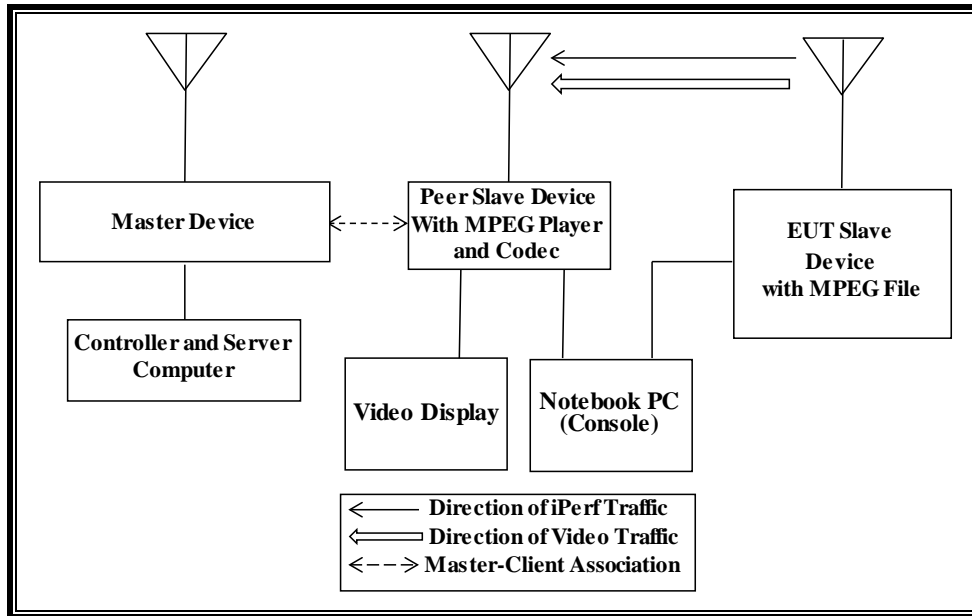 Master Device
Peer Slave Device
With MPEG Player
and Codec
EUT Slave
Device
with MPEG File
Controller and Server
Computer
Video Display
Notebook PC
(Console)
Direction of iPerf Traffic
Direction of Video Traffic
Master-Client Association